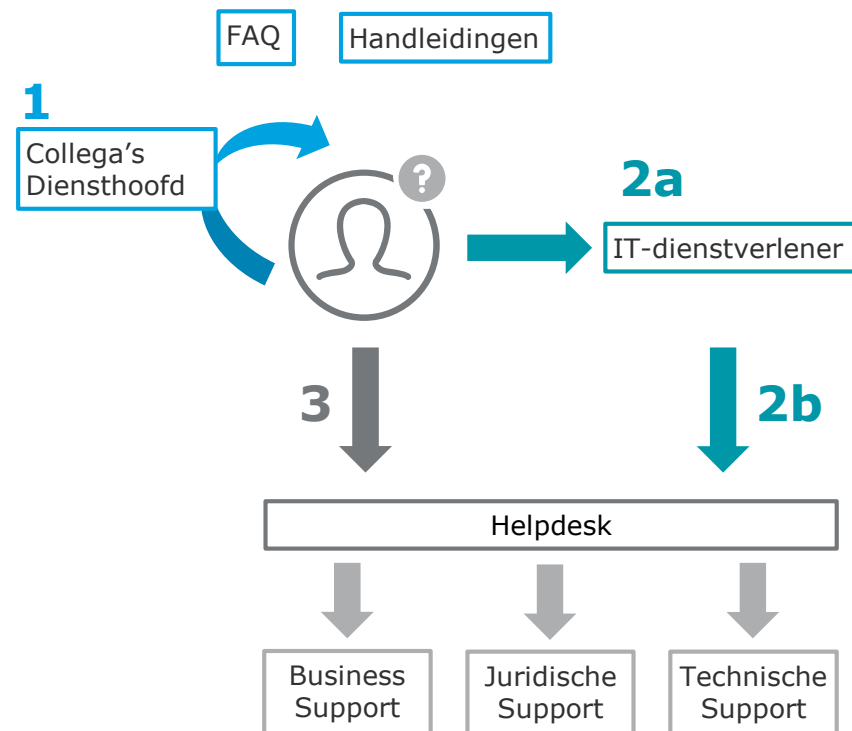 FAQ
Handleidingen
1
Collega's
Diensthoofd
?
2a
IT-dienstverlener
3
2b
Helpdesk
Business
Support
Juridische
Support
Technische
Support